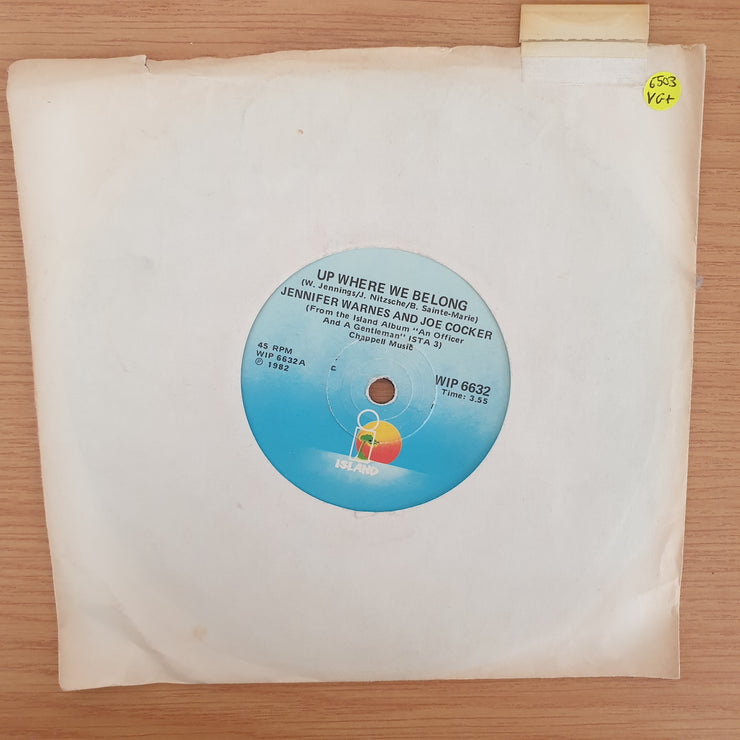 6503
VG+
UP WHERE WE BELONG
(W. Jennings/J. Nitzsche/B. Sainte-Marie)
JENNIFER WARNES AND JOE COCKER
(From the Island Album "An Officer
And A Gentleman" ISTA 3)
Chappell Music
45 RPM
WIP 6632A
℗ 1982
WIP 6632
Time: 3.55
ISLAND